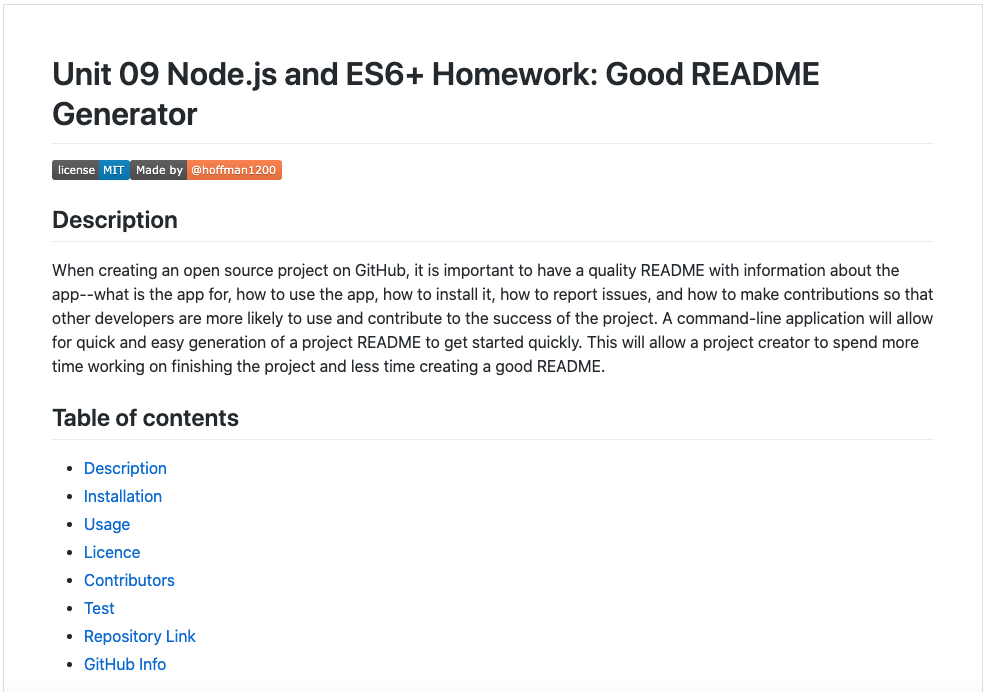 Unit 09 Node.js and ES6+ Homework: Good README
Generator
license MIT Made by @hoffman1200
Description
When creating an open source project on GitHub, it is important to have a quality README with information about the
app--what is the app for, how to use the app, how to install it, how to report issues, and how to make contributions so that
other developers are more likely to use and contribute to the success of the project. A command-line application will allow
for quick and easy generation of a project README to get started quickly. This will allow a project creator to spend more
time working on finishing the project and less time creating a good README.
Table of contents
Description
Installation
Usage
Licence
Contributors
Test
Repository Link
GitHub Info